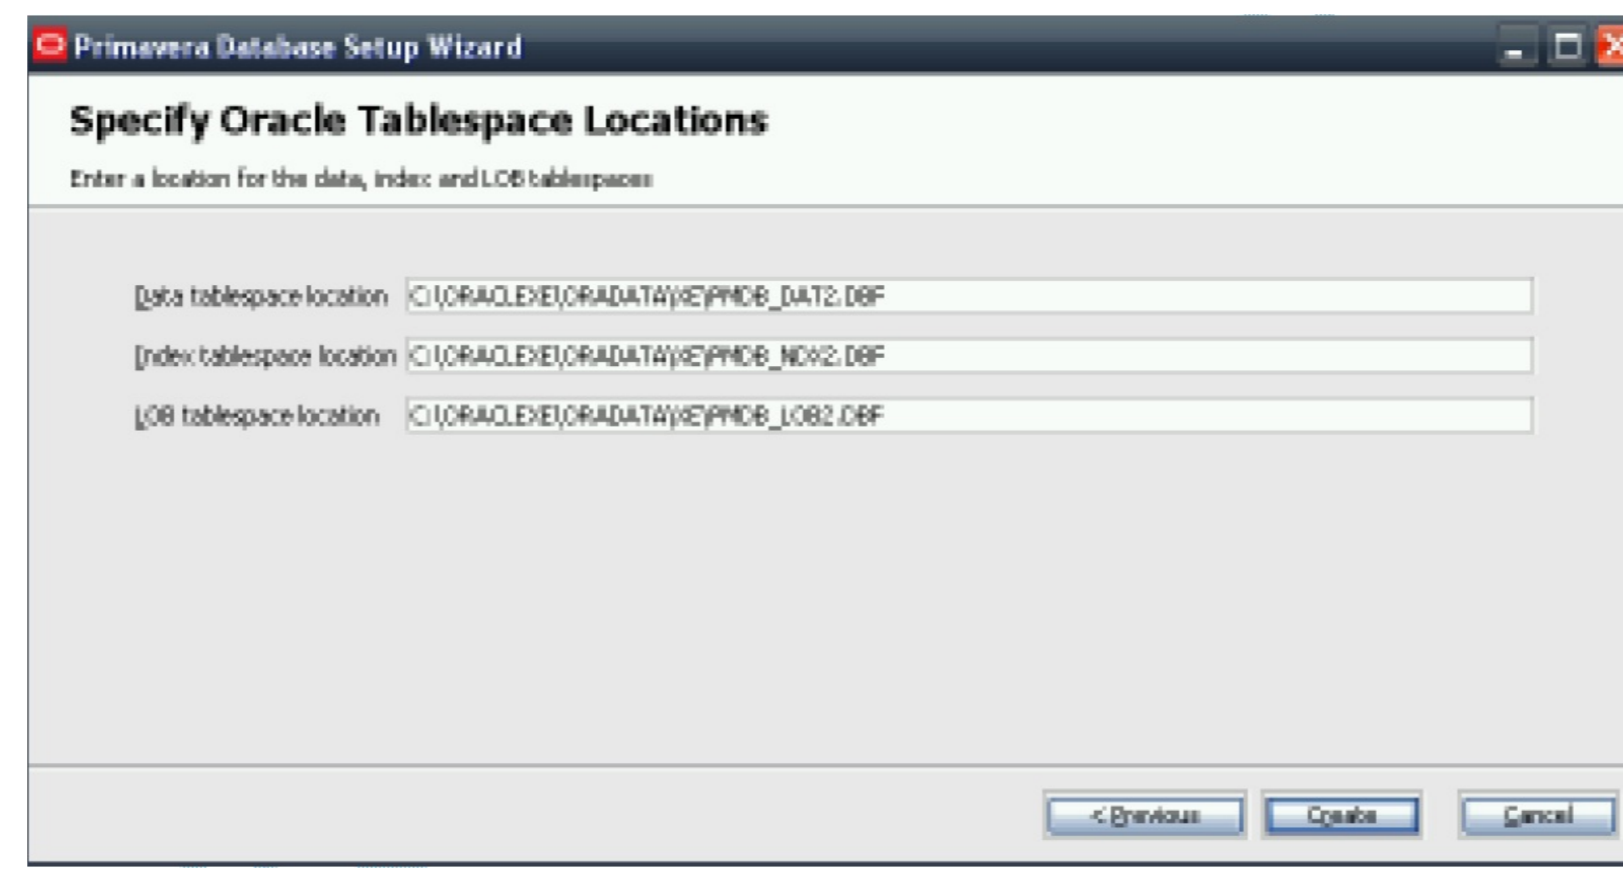 Primavera Database Setup Wizard
Specify Oracle Tablespace Locations
Enter a location for the data, index and LOB tablespaces
Data tablespace location C:\ORACLEXE\ORADATA\XE\PMDB_DAT2.DBF
Index tablespace location C:\ORACLEXE\ORADATA\XE\PMDB_NDX2.DBF
LOB tablespace location C:\ORACLEXE\ORADATA\XE\PMDB_LOB2.DBF
< Previous Create Cancel